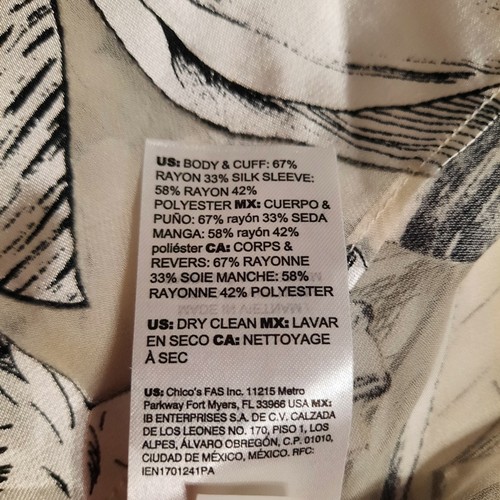 US: BODY & CUFF: 67%
RAYON 33% SILK SLEEVE:
58% RAYON 42%
POLYESTER MX: CUERPO &
PUÑO: 67% rayón 33% SEDA
MANGA: 58% rayón 42%
poliéster CA: CORPS &
REVERS: 67% RAYONNE
33% SOIE MANCHE: 58%
RAYONNE 42% POLYESTER
MADE IN VIETNAM
US: DRY CLEAN MX: LAVAR
EN SECO CA: NETTOYAGE
À SEC
US: Chico's FAS Inc. 11215 Metro
Parkway Fort Myers, FL 33966 USA MX:
IB ENTERPRISES S.A. DE C.V. CALZADA
DE LOS LEONES NO. 170, PISO 1, LOS
ALPES, ÁLVARO OBREGÓN, C.P. 01010,
CIUDAD DE MÉXICO, MÉXICO. RFC:
IEN1701241PA